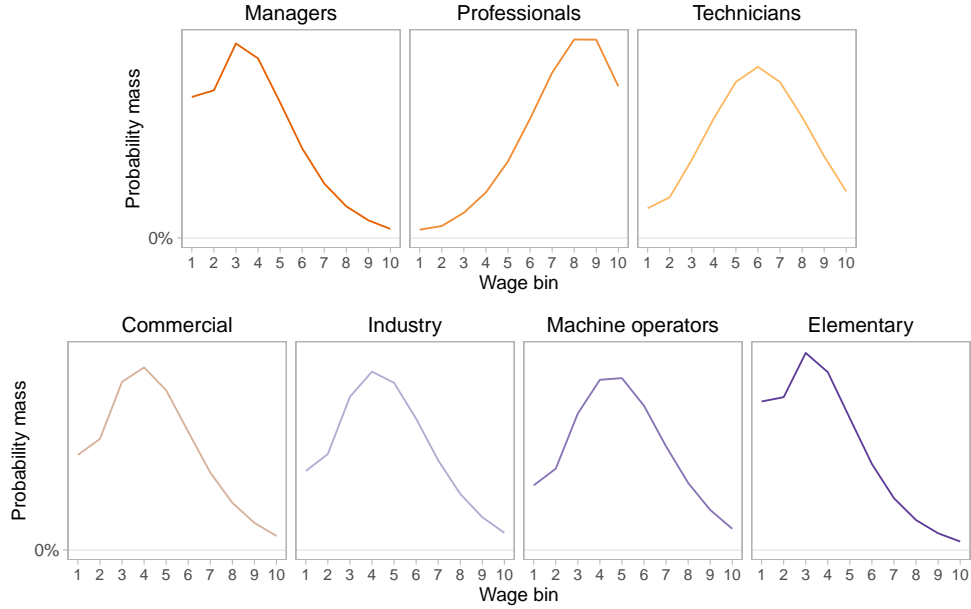 Managers Professionals Technicians
Probability mass
0%
1 2 3 4 5 6 7 8 9 10 1 2 3 4 5 6 7 8 9 10 1 2 3 4 5 6 7 8 9 10
Wage bin
Commercial Industry Machine operators Elementary
Probability mass
0%
1 2 3 4 5 6 7 8 9 10 1 2 3 4 5 6 7 8 9 10 1 2 3 4 5 6 7 8 9 10 1 2 3 4 5 6 7 8 9 10
Wage bin